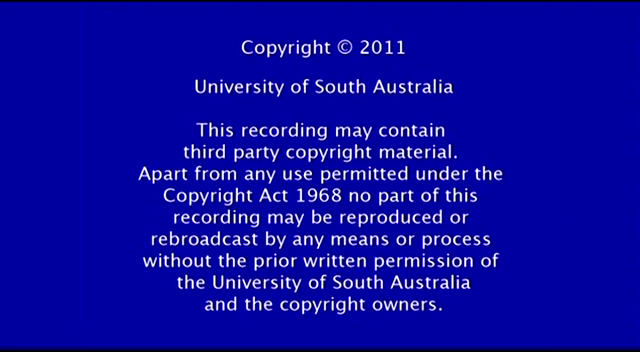 Copyright © 2011
University of South Australia
This recording may contain
third party copyright material.
Apart from any use permitted under the
Copyright Act 1968 no part of this
recording may be reproduced or
rebroadcast by any means or process
without the prior written permission of
the University of South Australia
and the copyright owners.